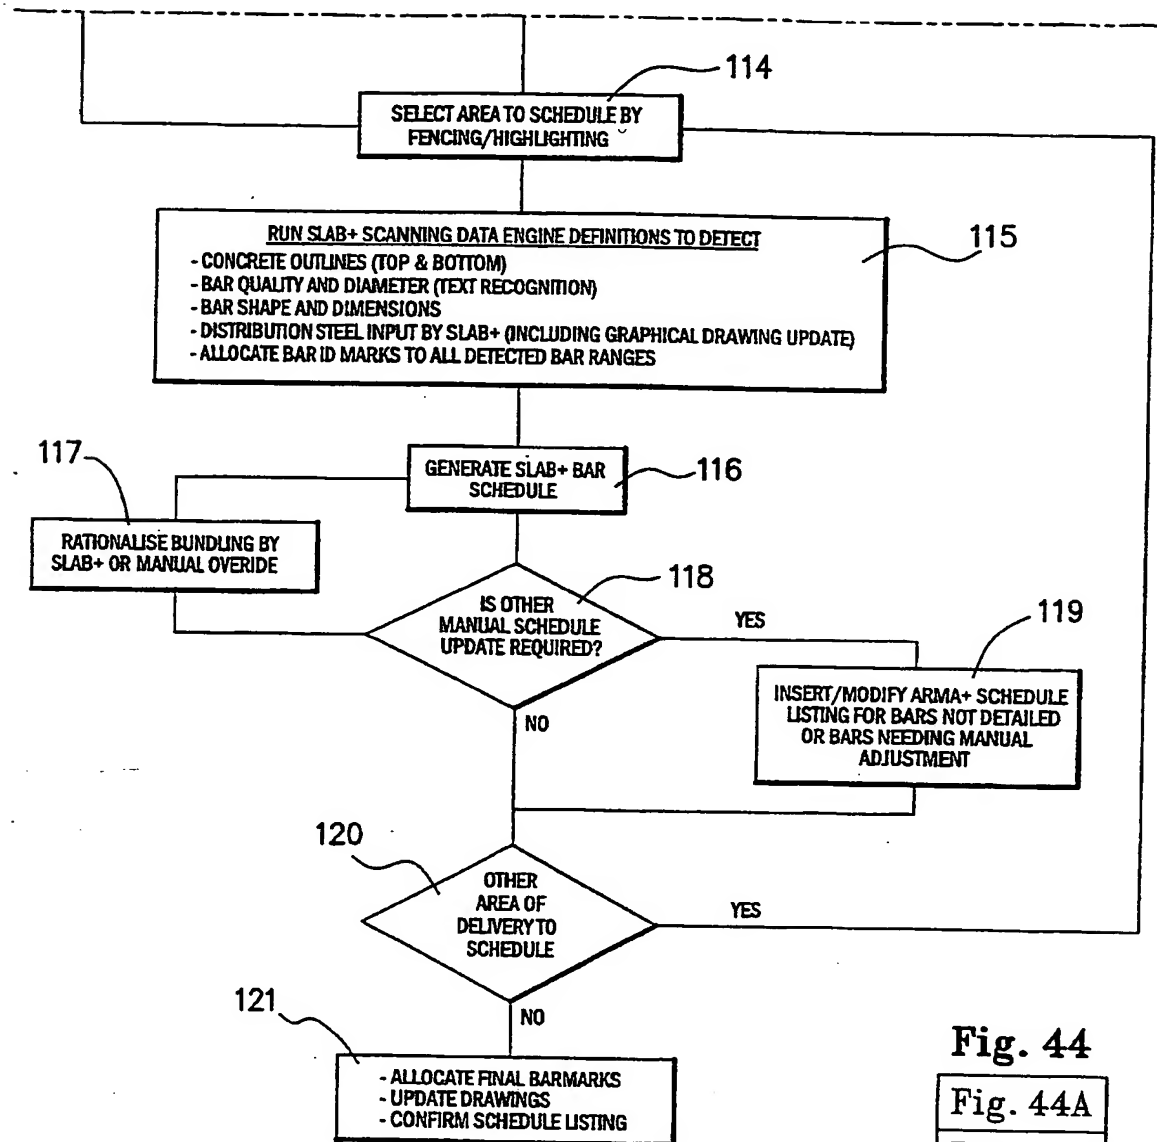 114
SELECT AREA TO SCHEDULE BY
FENCING/HIGHLIGHTING
115
RUN SLAB+ SCANNING DATA ENGINE DEFINITIONS TO DETECT
- CONCRETE OUTLINES (TOP & BOTTOM)
- BAR QUALITY AND DIAMETER (TEXT RECOGNITION)
- BAR SHAPE AND DIMENSIONS
- DISTRIBUTION STEEL INPUT BY SLAB+ (INCLUDING GRAPHICAL DRAWING UPDATE)
- ALLOCATE BAR ID MARKS TO ALL DETECTED BAR RANGES
117
GENERATE SLAB+ BAR
SCHEDULE
116
RATIONALISE BUNDLING BY
SLAB+ OR MANUAL OVERIDE
118
IS OTHER
MANUAL SCHEDULE
UPDATE REQUIRED?
YES
119
INSERT/MODIFY ARMA+ SCHEDULE
LISTING FOR BARS NOT DETAILED
OR BARS NEEDING MANUAL
ADJUSTMENT
NO
120
OTHER
AREA OF
DELIVERY TO
SCHEDULE
YES
121
NO
- ALLOCATE FINAL BARMARKS
- UPDATE DRAWINGS
- CONFIRM SCHEDULE LISTING
Fig. 44
Fig. 44A